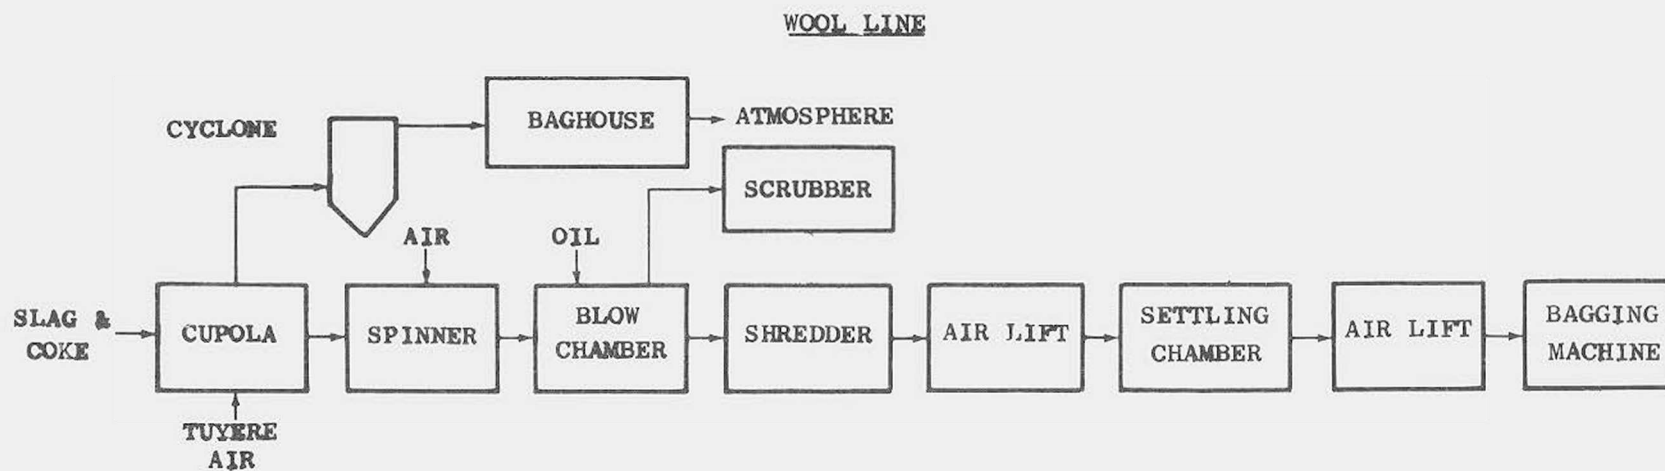 WOOL LINE
CYCLONE
BAGHOUSE
ATMOSPHERE
SCRUBBER
AIR
OIL
SLAG &
COKE
CUPOLA
SPINNER
BLOW
CHAMBER
SHREDDER
AIR LIFT
SETTLING
CHAMBER
AIR LIFT
BAGGING
MACHINE
TUYERE
AIR